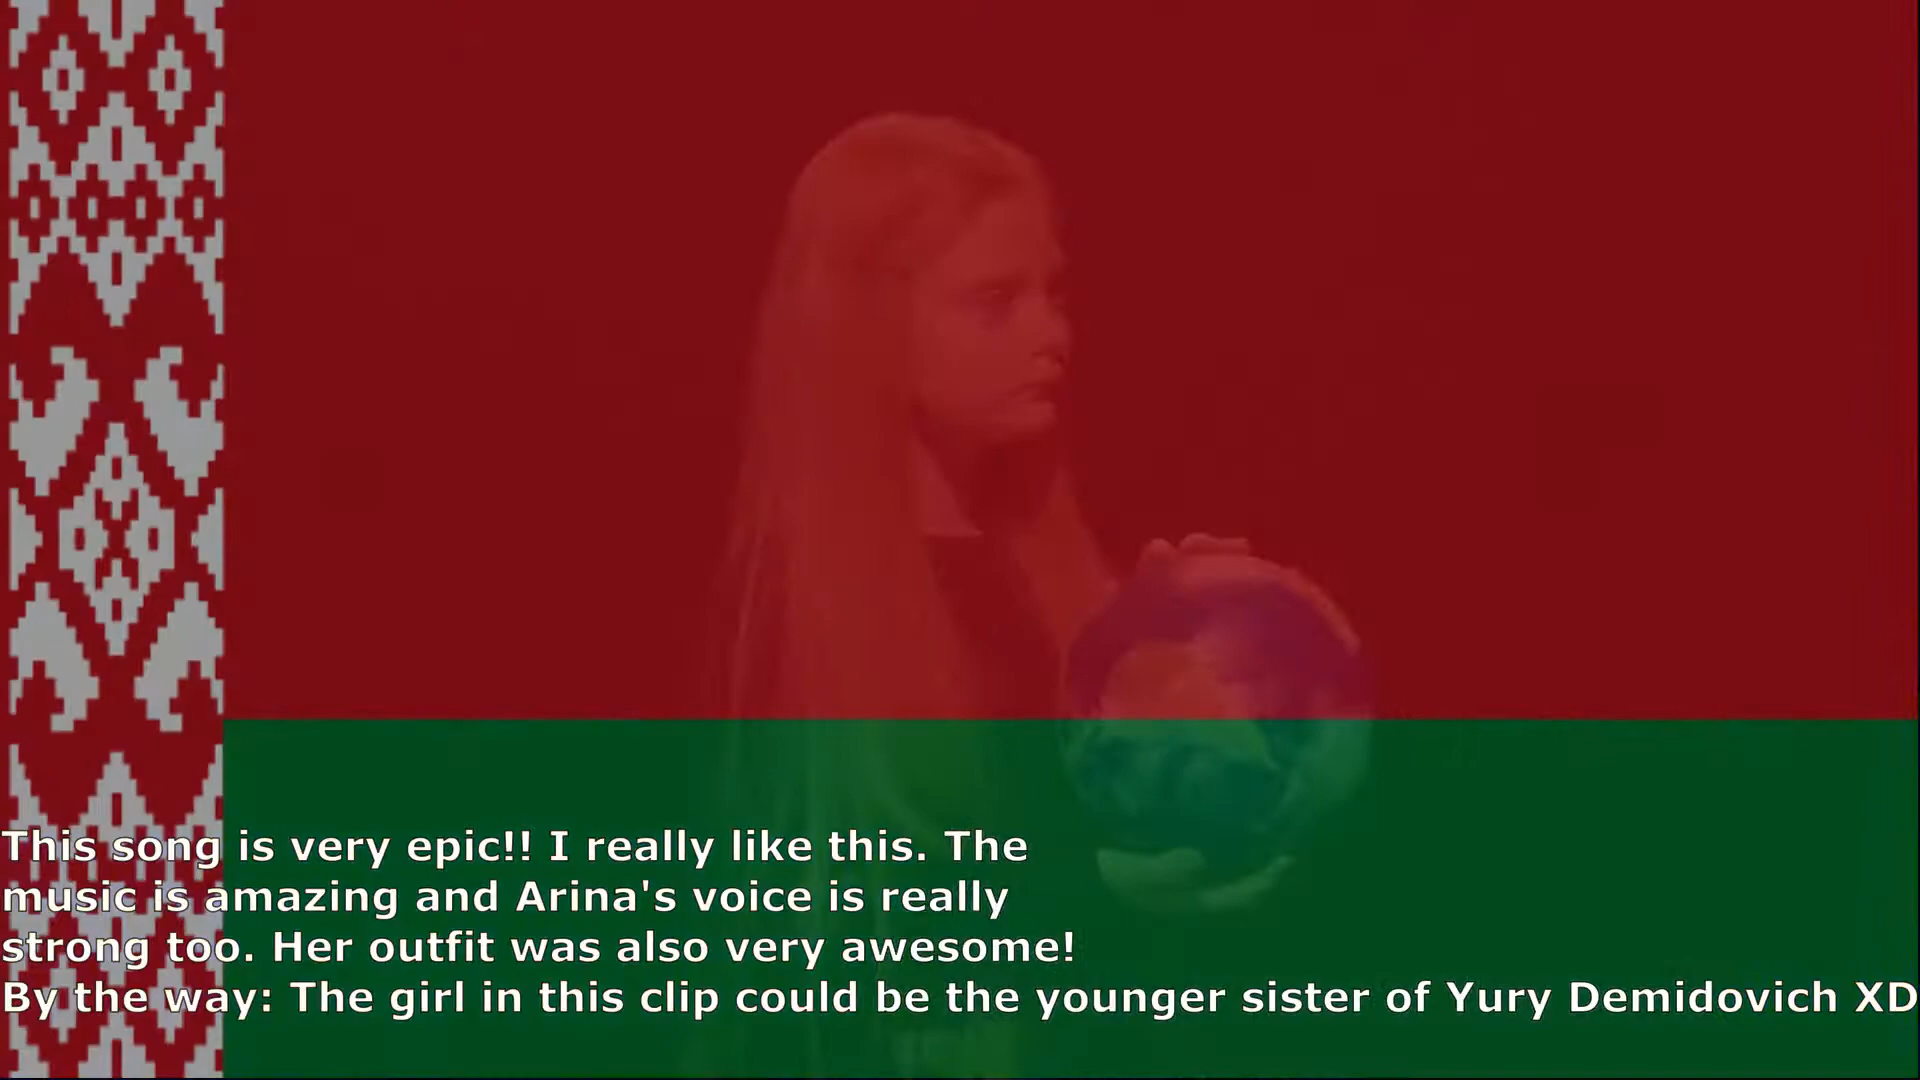 This song is very epic!! I really like this. The
music is amazing and Arina's voice is really
strong too. Her outfit was also very awesome!
By the way: The girl in this clip could be the younger sister of Yury Demidovich XD